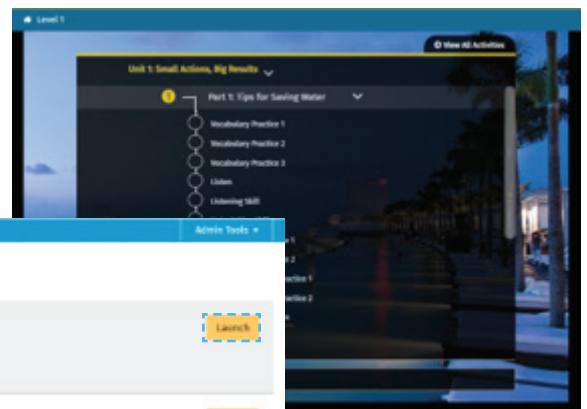 Level 1
View All Activities
Unit 1: Small Actions, Big Results
1 Part 1: Tips for Saving Water
Vocabulary Practice 1
Vocabulary Practice 2
Vocabulary Practice 3
Listen
Listening Skill
Admin Tools
Launch